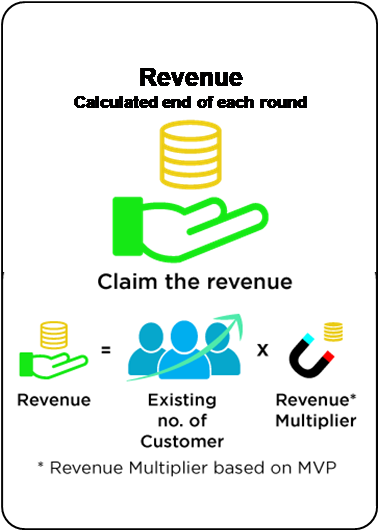 Revenue
Calculated end of each round
Claim the revenue
= x
Revenue Existing no. of Customer Revenue* Multiplier
* Revenue Multiplier based on MVP